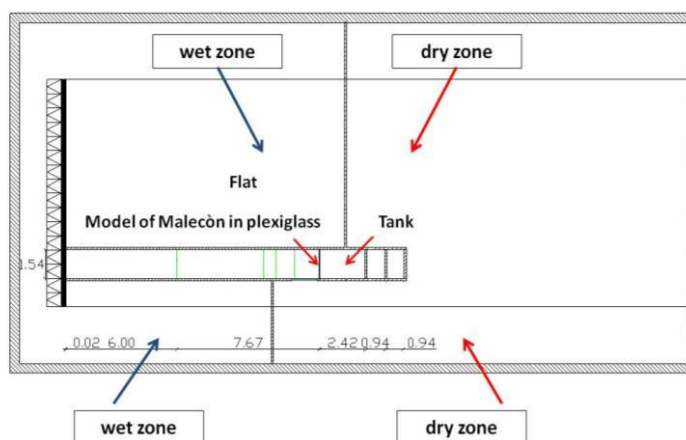 wet zone
dry zone
Flat
Model of Malecòn in plexiglass
Tank
1.54
0.02 6.00 7.67 2.42 0.94 0.94
wet zone
dry zone